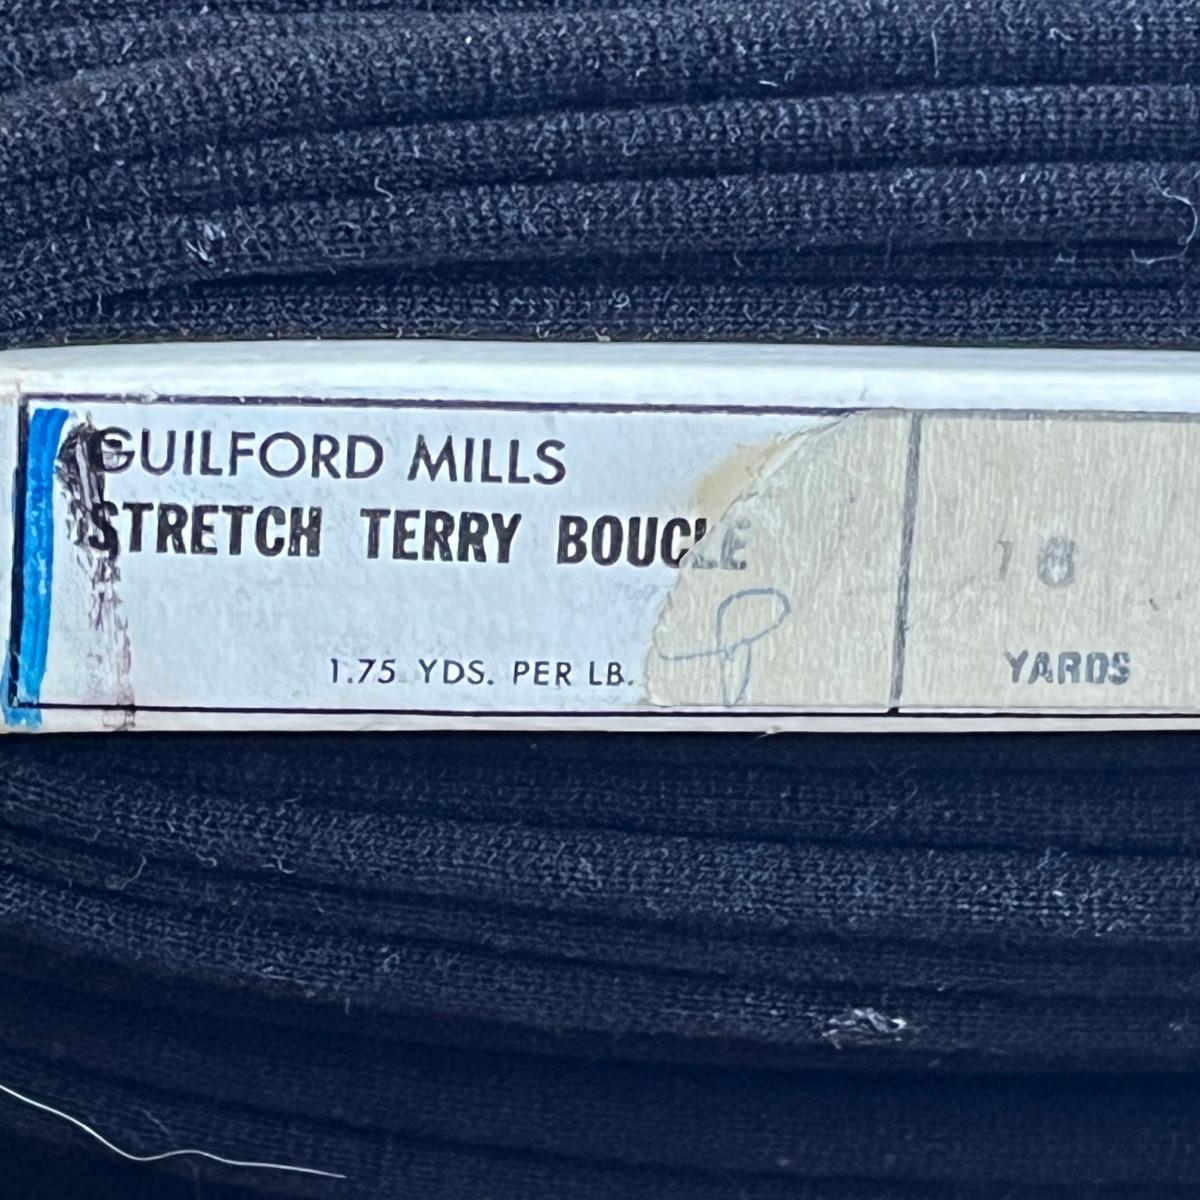 GUILFORD MILLS
STRETCH TERRY BOUCLE
1.75 YDS. PER LB.
YARDS